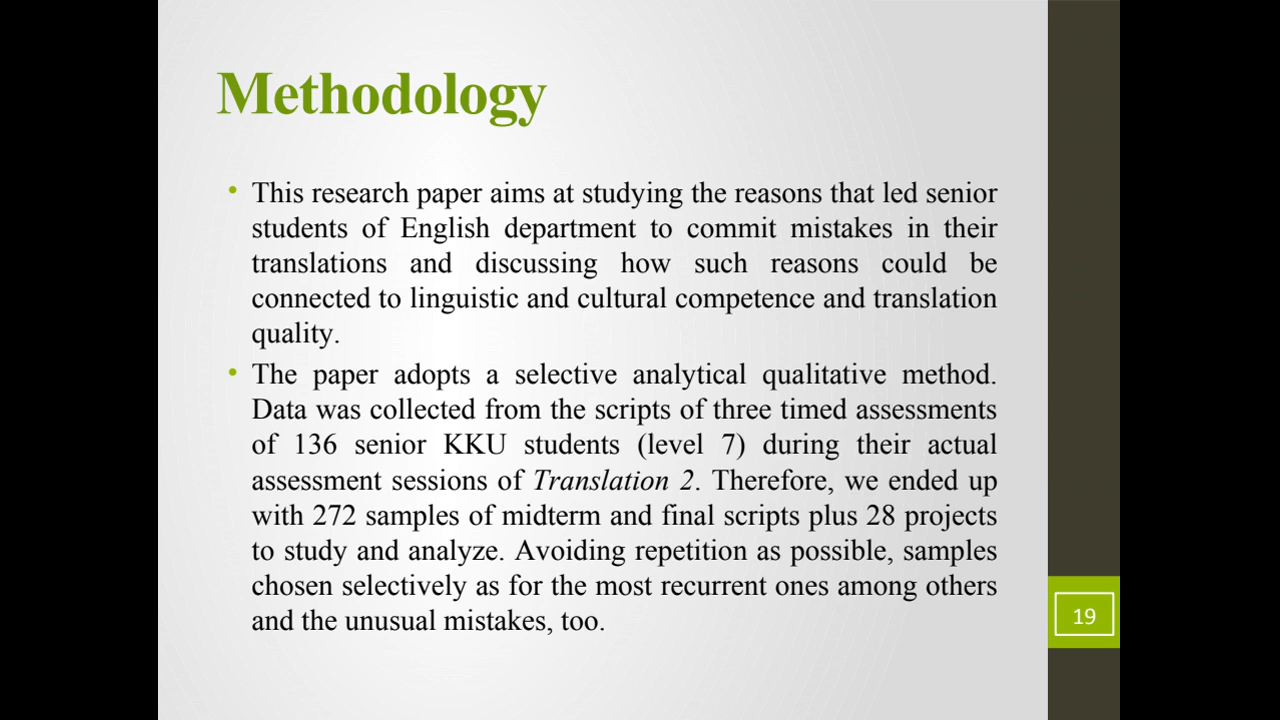 Methodology
• This research paper aims at studying the reasons that led senior
students of English department to commit mistakes in their
translations and discussing how such reasons could be
connected to linguistic and cultural competence and translation
quality.
• The paper adopts a selective analytical qualitative method.
Data was collected from the scripts of three timed assessments
of 136 senior KKU students (level 7) during their actual
assessment sessions of Translation 2. Therefore, we ended up
with 272 samples of midterm and final scripts plus 28 projects
to study and analyze. Avoiding repetition as possible, samples
chosen selectively as for the most recurrent ones among others
and the unusual mistakes, too.
19